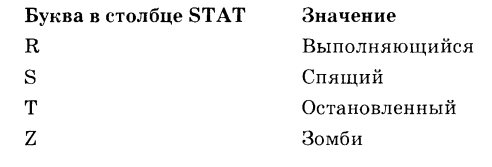 Буква в столбце STAT Значение
R Выполняющийся
S Спящий
T Остановленный
Z Зомби